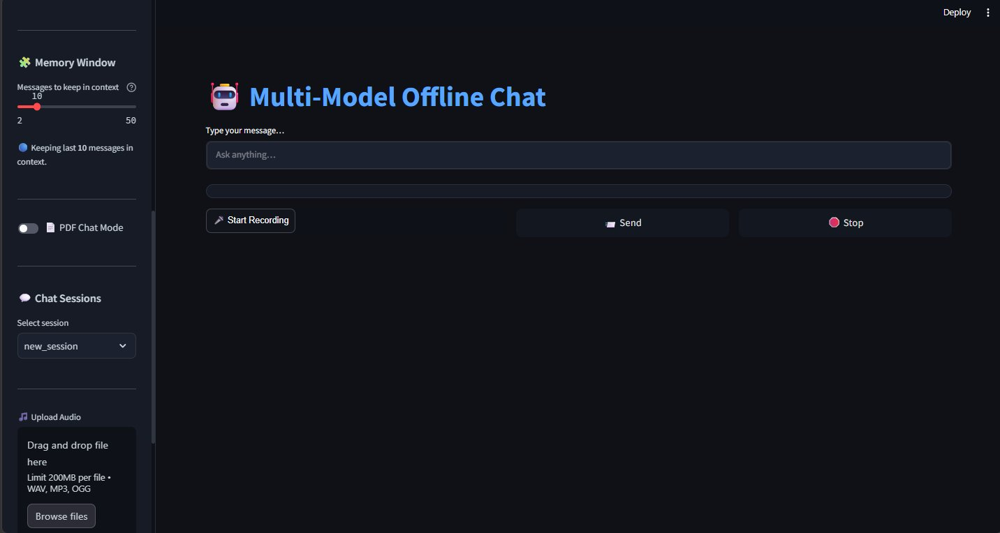 Deploy
Memory Window
Messages to keep in context
10
2 50
Keeping last 10 messages in
context.
PDF Chat Mode
Chat Sessions
Select session
new_session
Upload Audio
Drag and drop file
here
Limit 200MB per file •
WAV, MP3, OGG
Browse files
Multi-Model Offline Chat
Type your message...
Ask anything...
Start Recording
Send
Stop